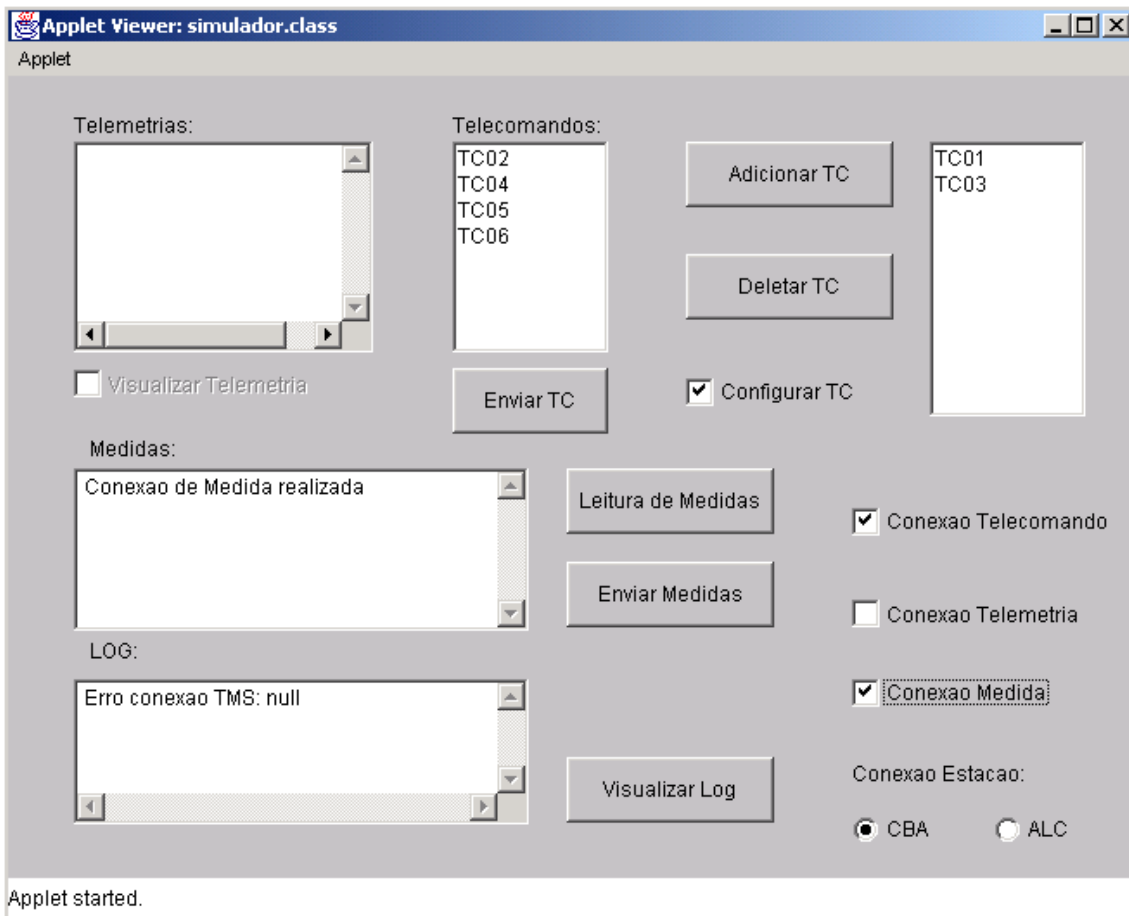 Applet Viewer: simulador.class
Applet
Telemetrias:
Telecomandos:
TC02
TC04
TC05
TC06
Adicionar TC
Deletar TC
TC01
TC03
Visualizar Telemetria
Enviar TC
Configurar TC
Medidas:
Conexao de Medida realizada
Leitura de Medidas
Enviar Medidas
Conexao Telecomando
Conexao Telemetria
Conexao Medida
LOG:
Erro conexao TMS: null
Visualizar Log
Conexao Estacao:
CBA
ALC
Applet started.